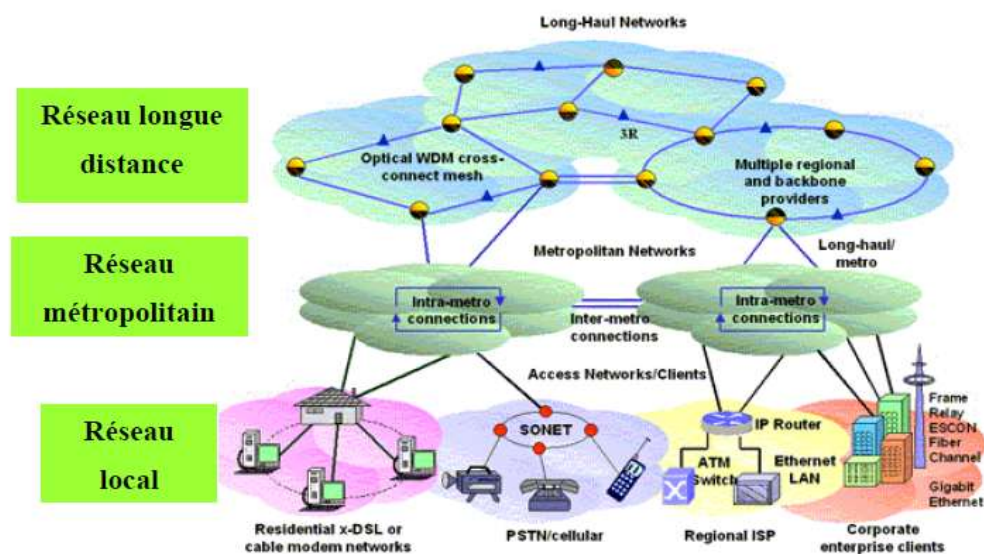 Long-Haul Networks
Réseau longue
distance
3R
Optical WDM cross-
connect mesh
Multiple regional
and backbone
providers
Réseau
métropolitain
Metropolitan Networks
Long-haul/
metro
Intra-metro
connections
Inter-metro
connections
Intra-metro
connections
Access Networks/Clients
Réseau
local
SONET
IP Router
ATM
Switch
Ethernet
LAN
Frame
Relay
ESCON
Fiber
Channel
Gigabit
Ethernet
Residential x-DSL or
cable modem networks
PSTN/cellular
Regional ISP
Corporate
enterprise clients